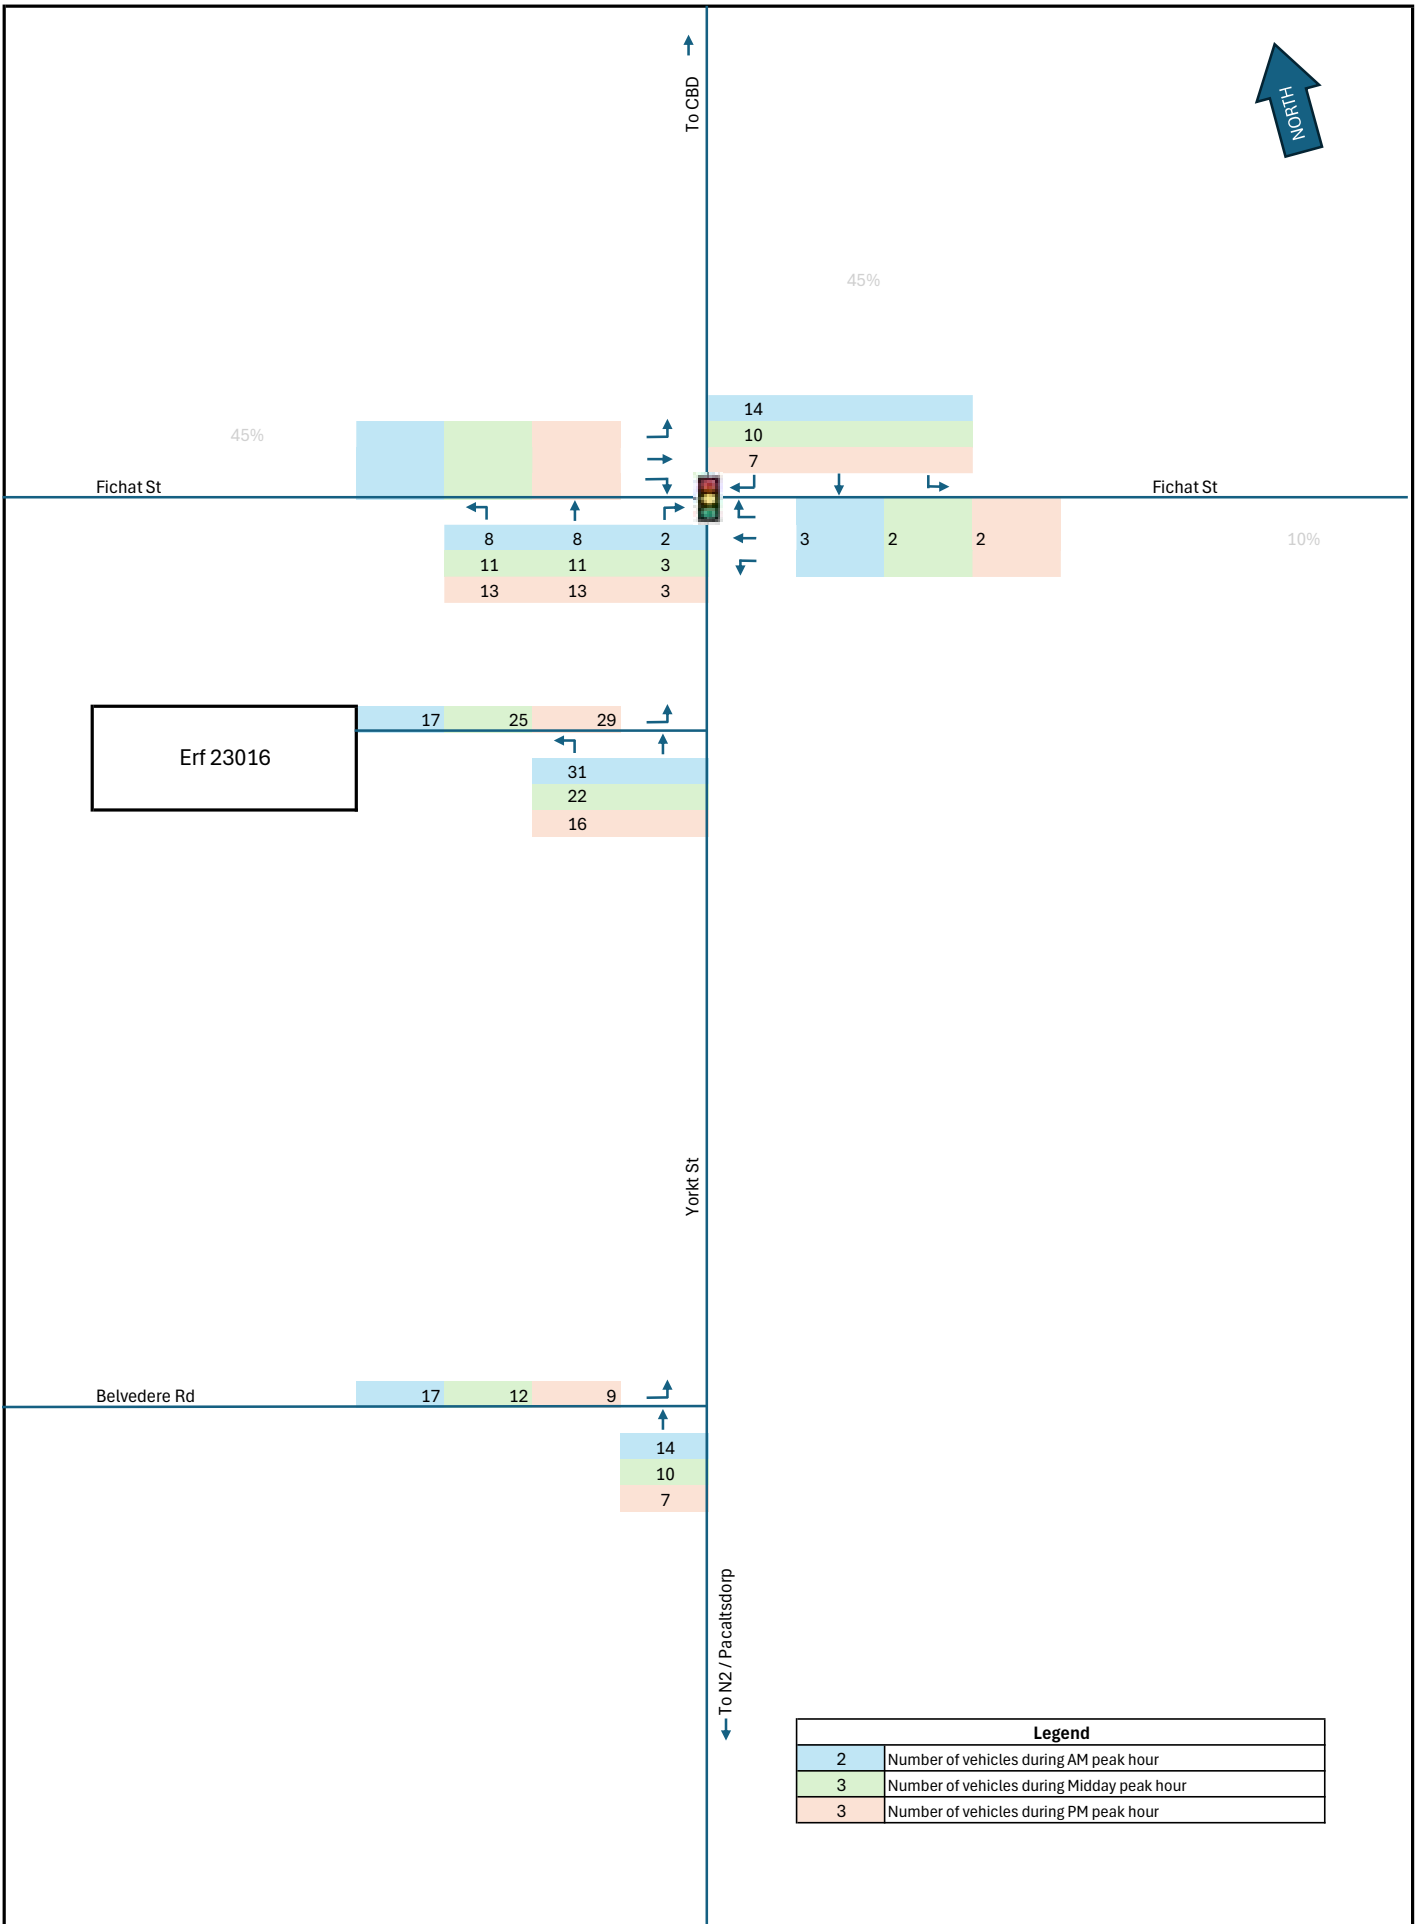 NORTH
To CBD
45%
14
10
7
45%
Fichat St
Fichat St
8 8 2
11 11 3
13 13 3
3 2 2
10%
17 25 29
Erf 23016
31
22
16
Yorkt St
Belvedere Rd
17 12 9
14
10
7
To N2 / Pacaltsdorp
Legend
2 Number of vehicles during AM peak hour
3 Number of vehicles during Midday peak hour
3 Number of vehicles during PM peak hour